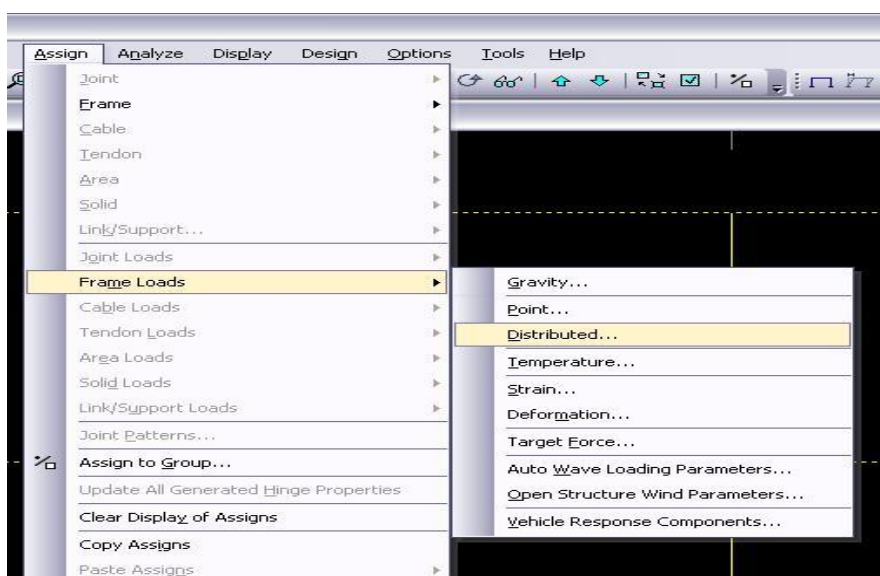 Assign Analyze Display Design Options Tools Help
Joint
Frame
Cable
Tendon
Area
Solid
Link/Support...
Joint Loads
Frame Loads
Cable Loads
Tendon Loads
Area Loads
Solid Loads
Link/Support Loads
Joint Patterns...
Assign to Group...
Update All Generated Hinge Properties
Clear Display of Assigns
Copy Assigns
Paste Assigns
Gravity...
Point...
Distributed...
Temperature...
Strain...
Deformation...
Target Force...
Auto Wave Loading Parameters...
Open Structure Wind Parameters...
Vehicle Response Components...